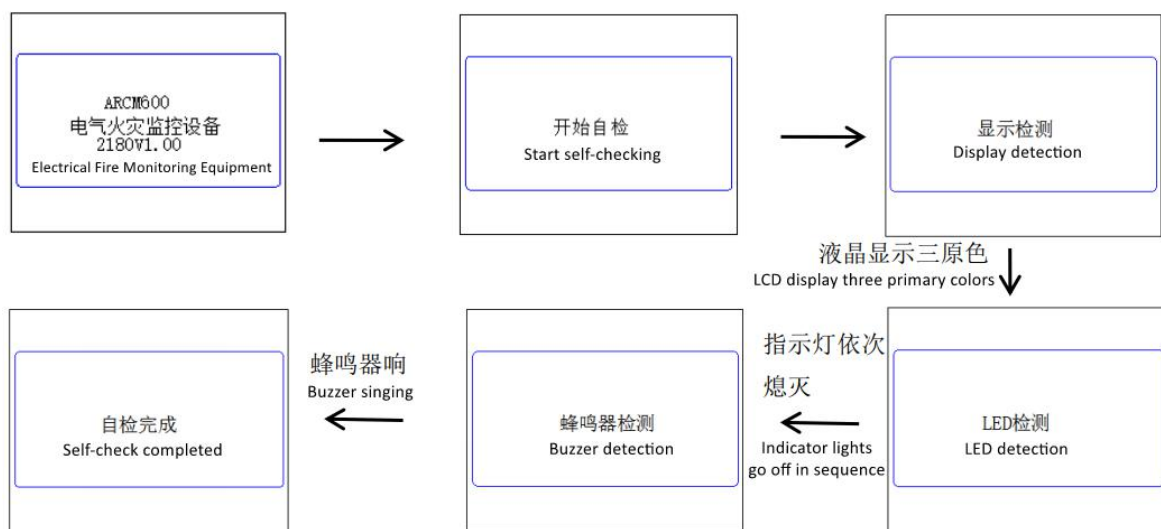 ARCM600
电气火灾监控设备
2180V1.00
Electrical Fire Monitoring Equipment
开始自检
Start self-checking
显示检测
Display detection
液晶显示三原色
LCD display three primary colors
LED检测
LED detection
指示灯依次
熄灭
Indicator lights
go off in sequence
蜂鸣器检测
Buzzer detection
蜂鸣器响
Buzzer singing
自检完成
Self-check completed